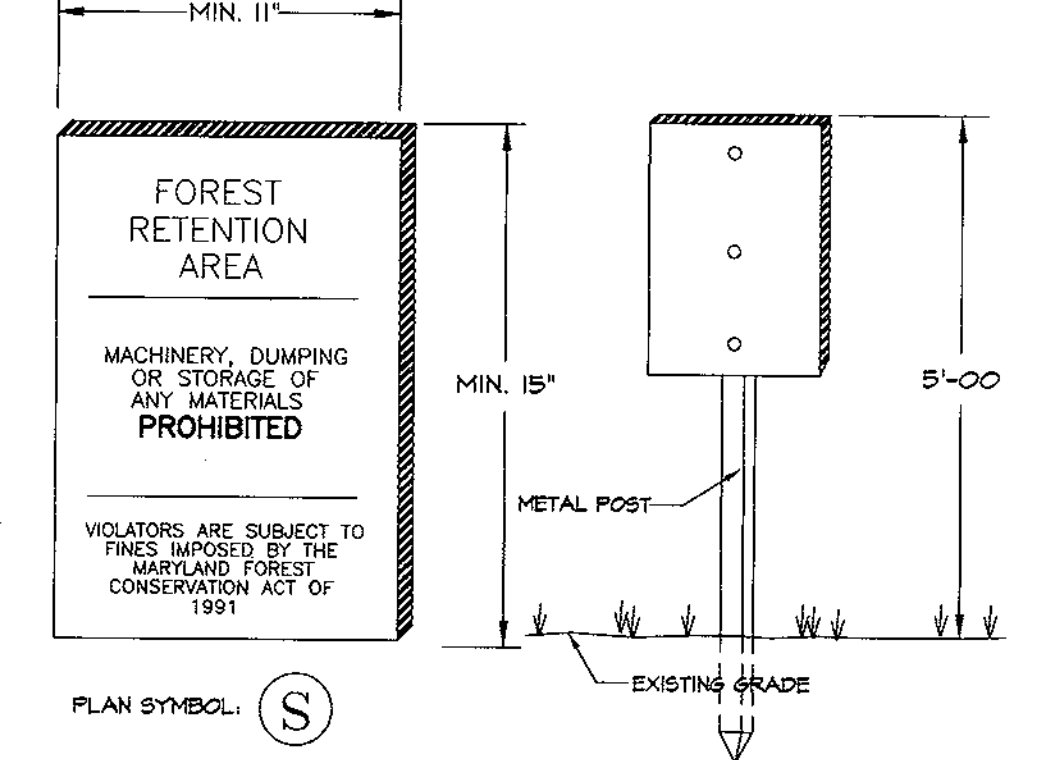 MIN. 11"
FOREST
RETENTION
AREA
MACHINERY, DUMPING
OR STORAGE OF
ANY MATERIALS
PROHIBITED
VIOLATORS ARE SUBJECT TO
FINES IMPOSED BY THE
MARYLAND FOREST
CONSERVATION ACT OF
1991
MIN. 15"
5'-00
METAL POST
EXISTING GRADE
PLAN SYMBOL: S